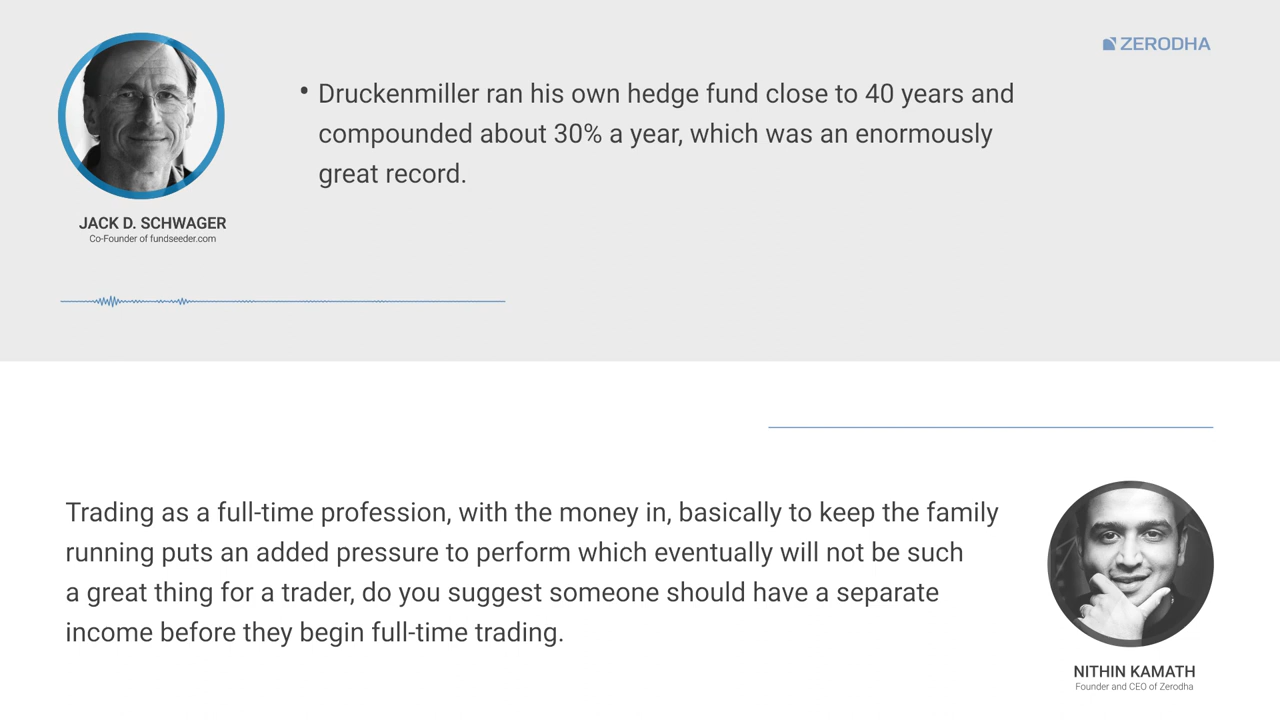 ZERODHA
• Druckenmiller ran his own hedge fund close to 40 years and
compounded about 30% a year, which was an enormously
great record.
JACK D. SCHWAGER
Co-Founder of fundseeder.com
Trading as a full-time profession, with the money in, basically to keep the family
running puts an added pressure to perform which eventually will not be such
a great thing for a trader, do you suggest someone should have a separate
income before they begin full-time trading.
NITHIN KAMATH
Founder and CEO of Zerodha